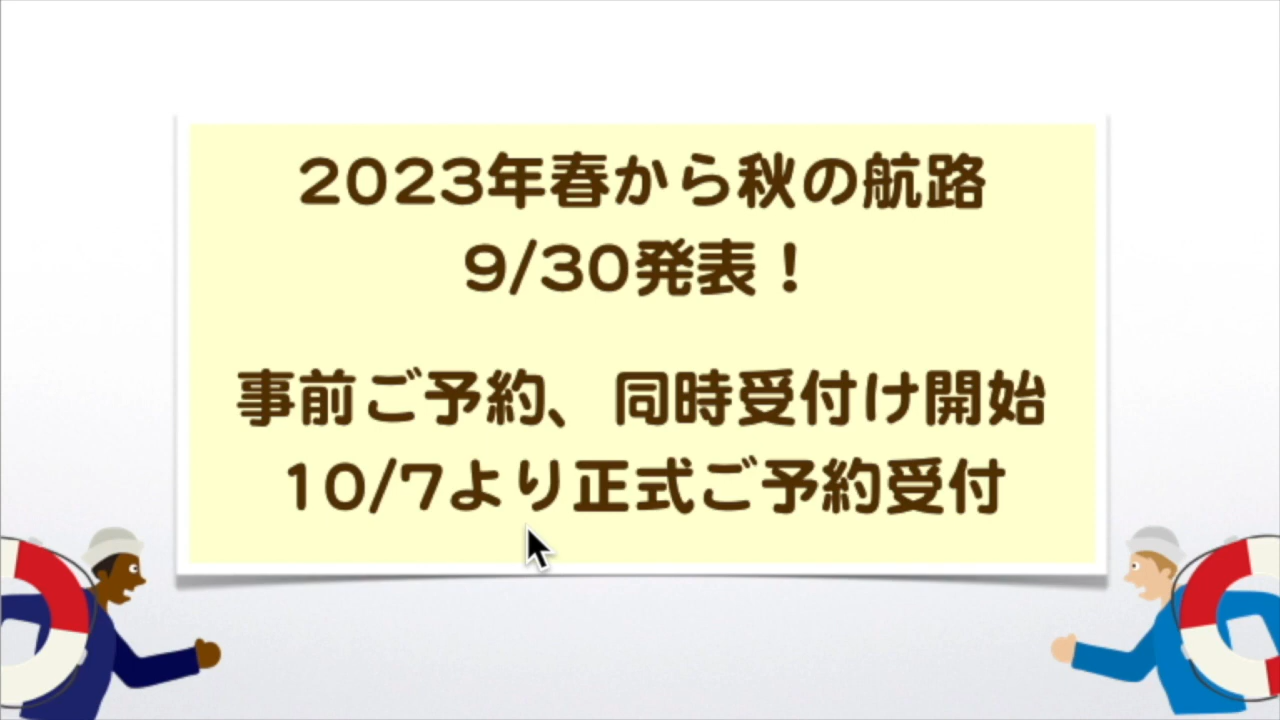 2023年春から秋の航路
9/30発表！
事前ご予約、同時受付け開始
10/7より正式ご予約受付